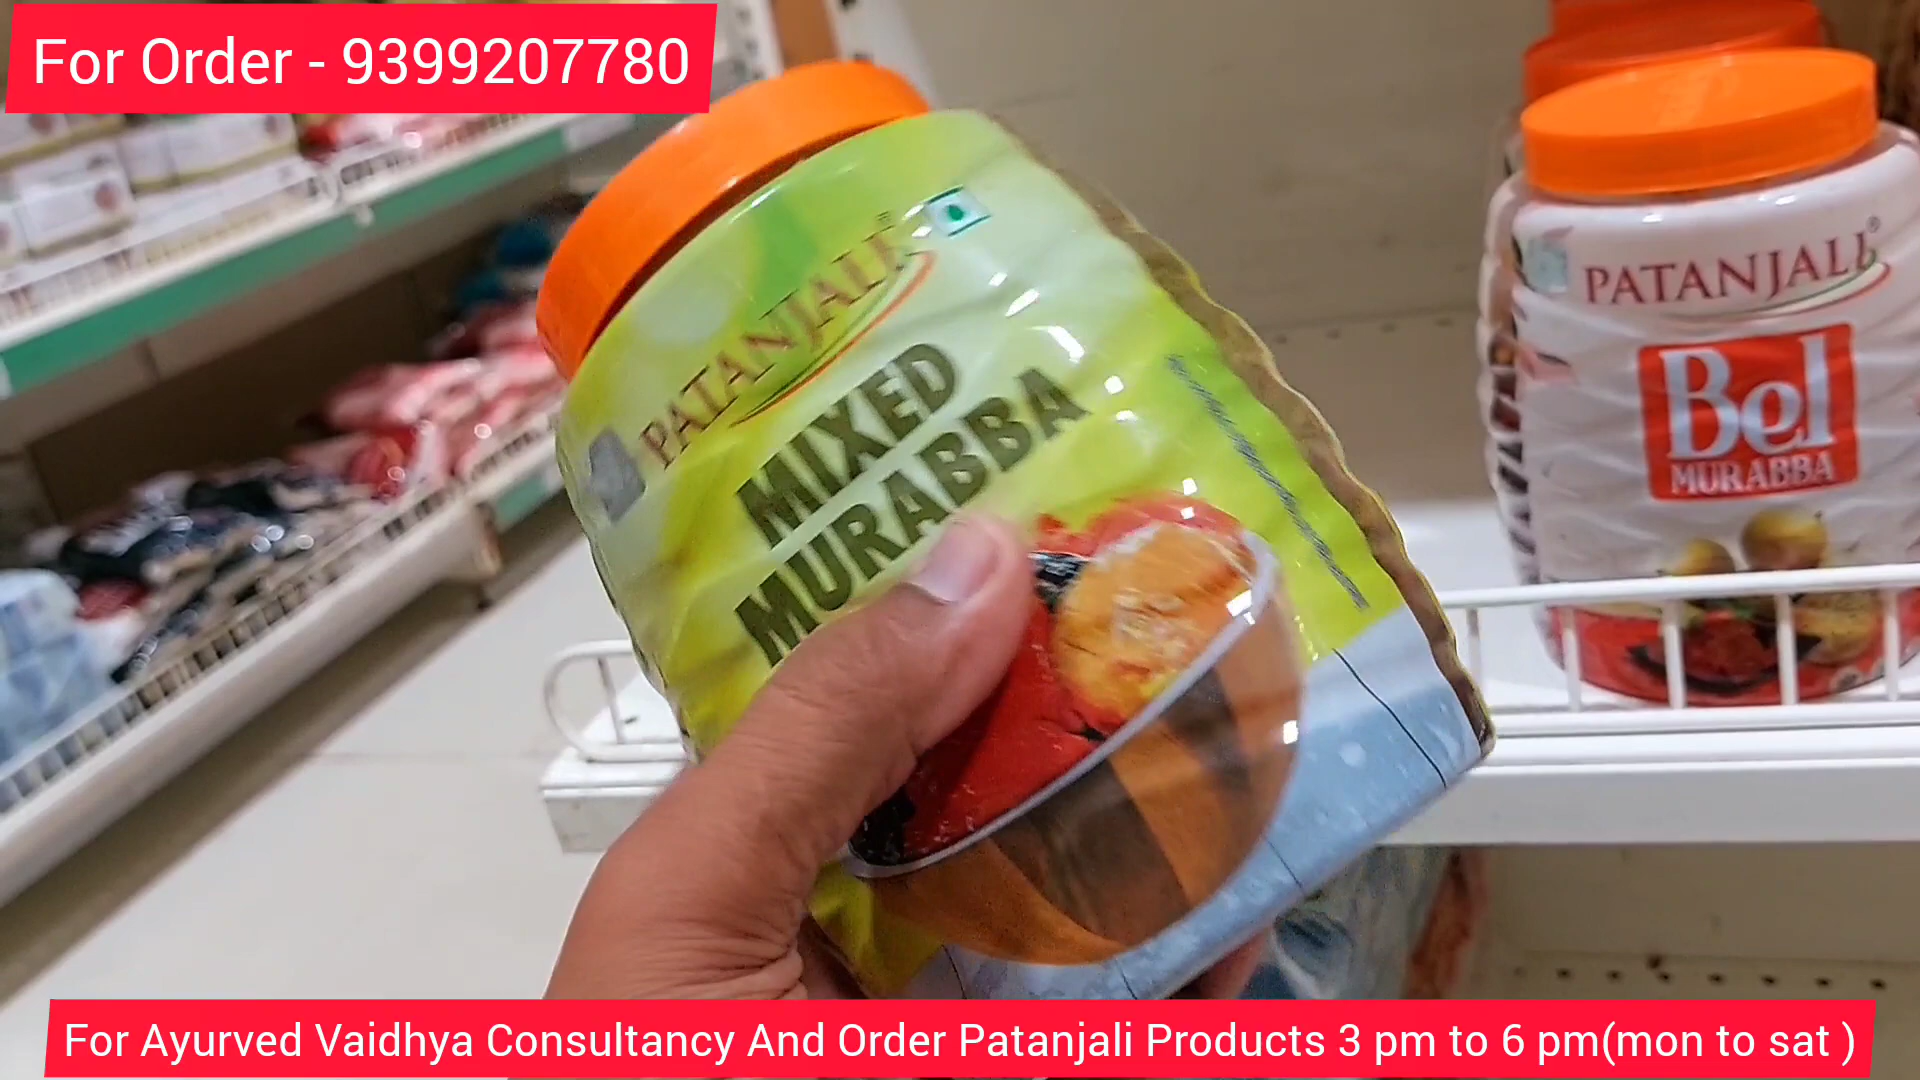 For Order - 9399207780
PATANJALI
MIXED
MURABBA
PATANJALI
Bel
MURABBA
For Ayurved Vaidhya Consultancy And Order Patanjali Products 3 pm to 6 pm(mon to sat )